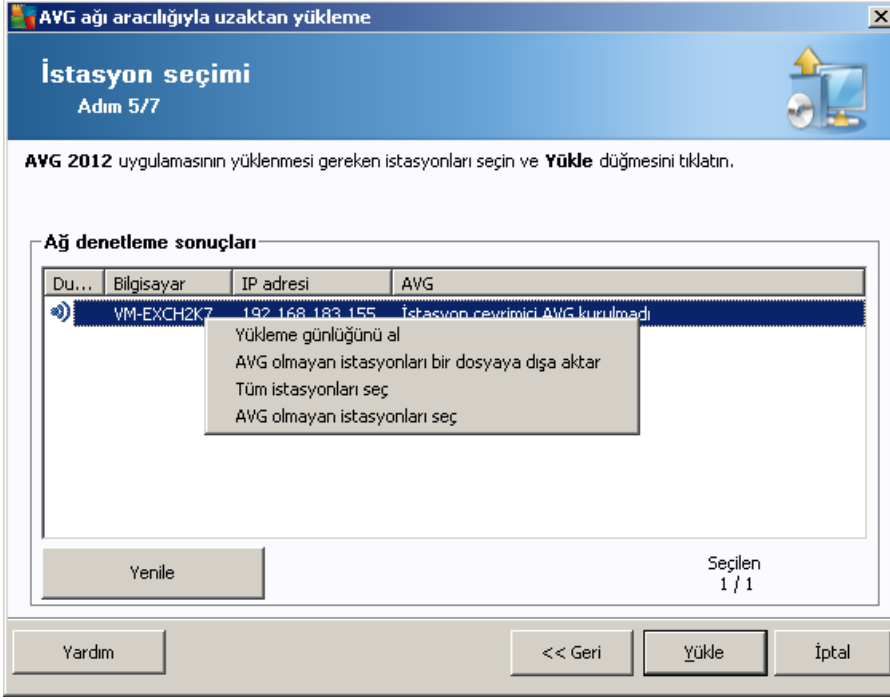 AVG ağı aracılığıyla uzaktan yükleme
İstasyon seçimi
Adım 5/7
AVG 2012 uygulamasının yüklenmesi gereken istasyonları seçin ve Yükle düğmesini tıklatın.
Ağ denetleme sonuçları
Du... Bilgisayar IP adresi AVG
VM-EXCH2K7 192.168.183.155 İstasyon çevrimiçi AVG kurulmadı
Yükleme günlüğünü al
AVG olmayan istasyonları bir dosyaya dışa aktar
Tüm istasyonları seç
AVG olmayan istasyonları seç
Yenile
Seçilen
1 / 1
Yardım << Geri Yükle İptal